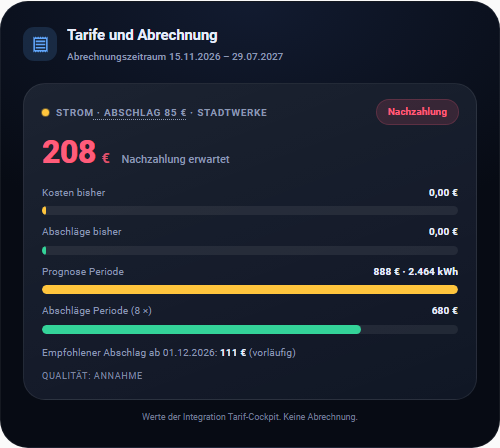 Tarife und Abrechnung
Abrechnungszeitraum 15.11.2026 – 29.07.2027
STROM · ABSCHLAG 85 € · STADTWERKE
Nachzahlung
208 € Nachzahlung erwartet
Kosten bisher 0,00 €
Abschläge bisher 0,00 €
Prognose Periode 888 € · 2.464 kWh
Abschläge Periode (8 ×) 680 €
Empfohlener Abschlag ab 01.12.2026: 111 € (vorläufig)
QUALITÄT: ANNAHME
Werte der Integration Tarif-Cockpit. Keine Abrechnung.